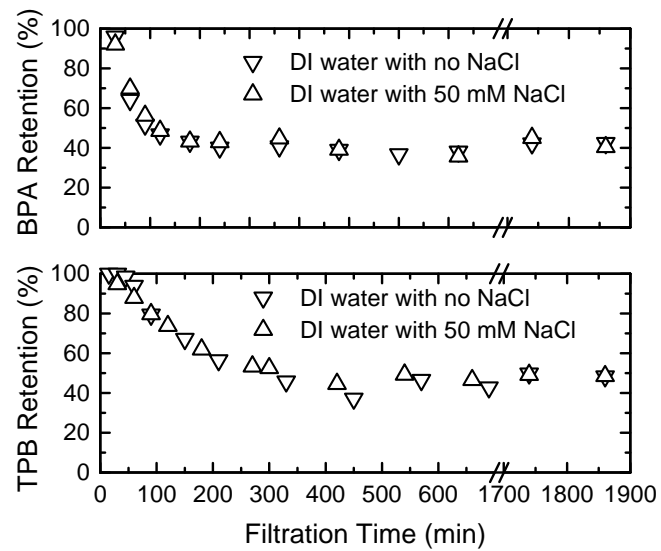 BPA Retention (%)
100
80
60
40
20
0
DI water with no NaCl
DI water with 50 mM NaCl
TPB Retention (%)
100
80
60
40
20
0
DI water with no NaCl
DI water with 50 mM NaCl
0 100 200 300 400 500 600 1700 1800 1900
Filtration Time (min)